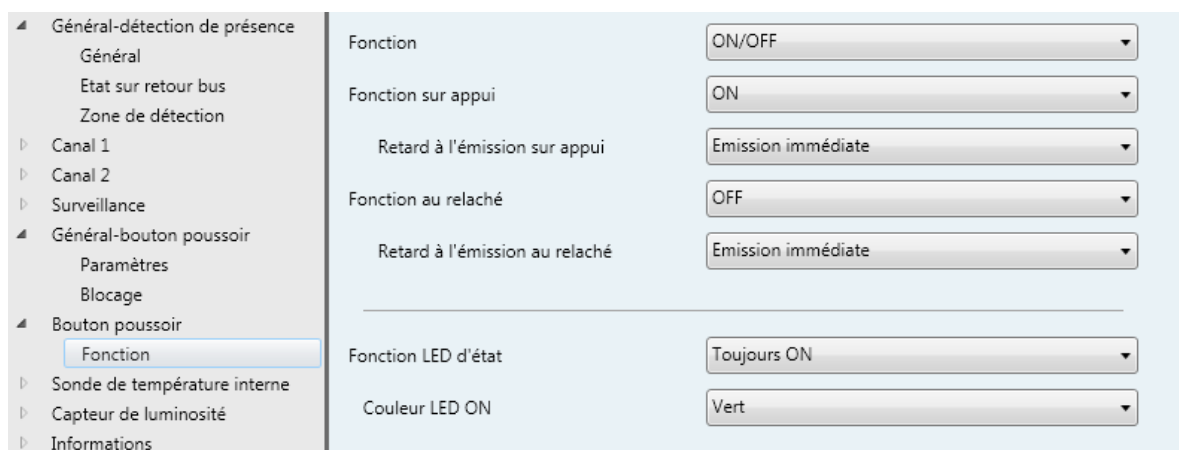 Général-détection de présence
Général
Etat sur retour bus
Zone de détection
Canal 1
Canal 2
Surveillance
Général-bouton poussoir
Paramètres
Blocage
Bouton poussoir
Fonction
Sonde de température interne
Capteur de luminosité
Informations
Fonction ON/OFF
Fonction sur appui ON
Retard à l'émission sur appui Emission immédiate
Fonction au relaché OFF
Retard à l'émission au relaché Emission immédiate
Fonction LED d'état Toujours ON
Couleur LED ON Vert